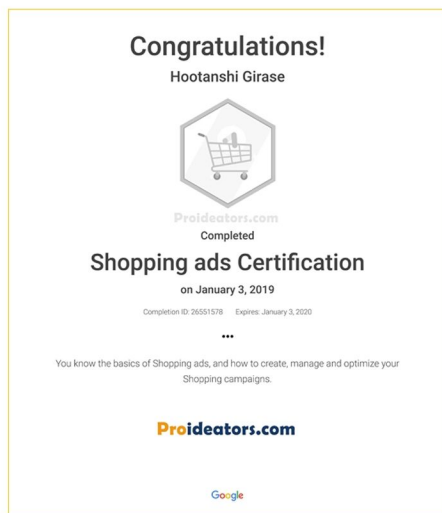 Congratulations!
Hootanshi Girase
Proideators.com
Completed
Shopping ads Certification
on January 3, 2019
Completion ID: 26551578 Expires: January 3, 2020
...
You know the basics of Shopping ads, and how to create, manage and optimize your
Shopping campaigns.
Proideators.com
Google